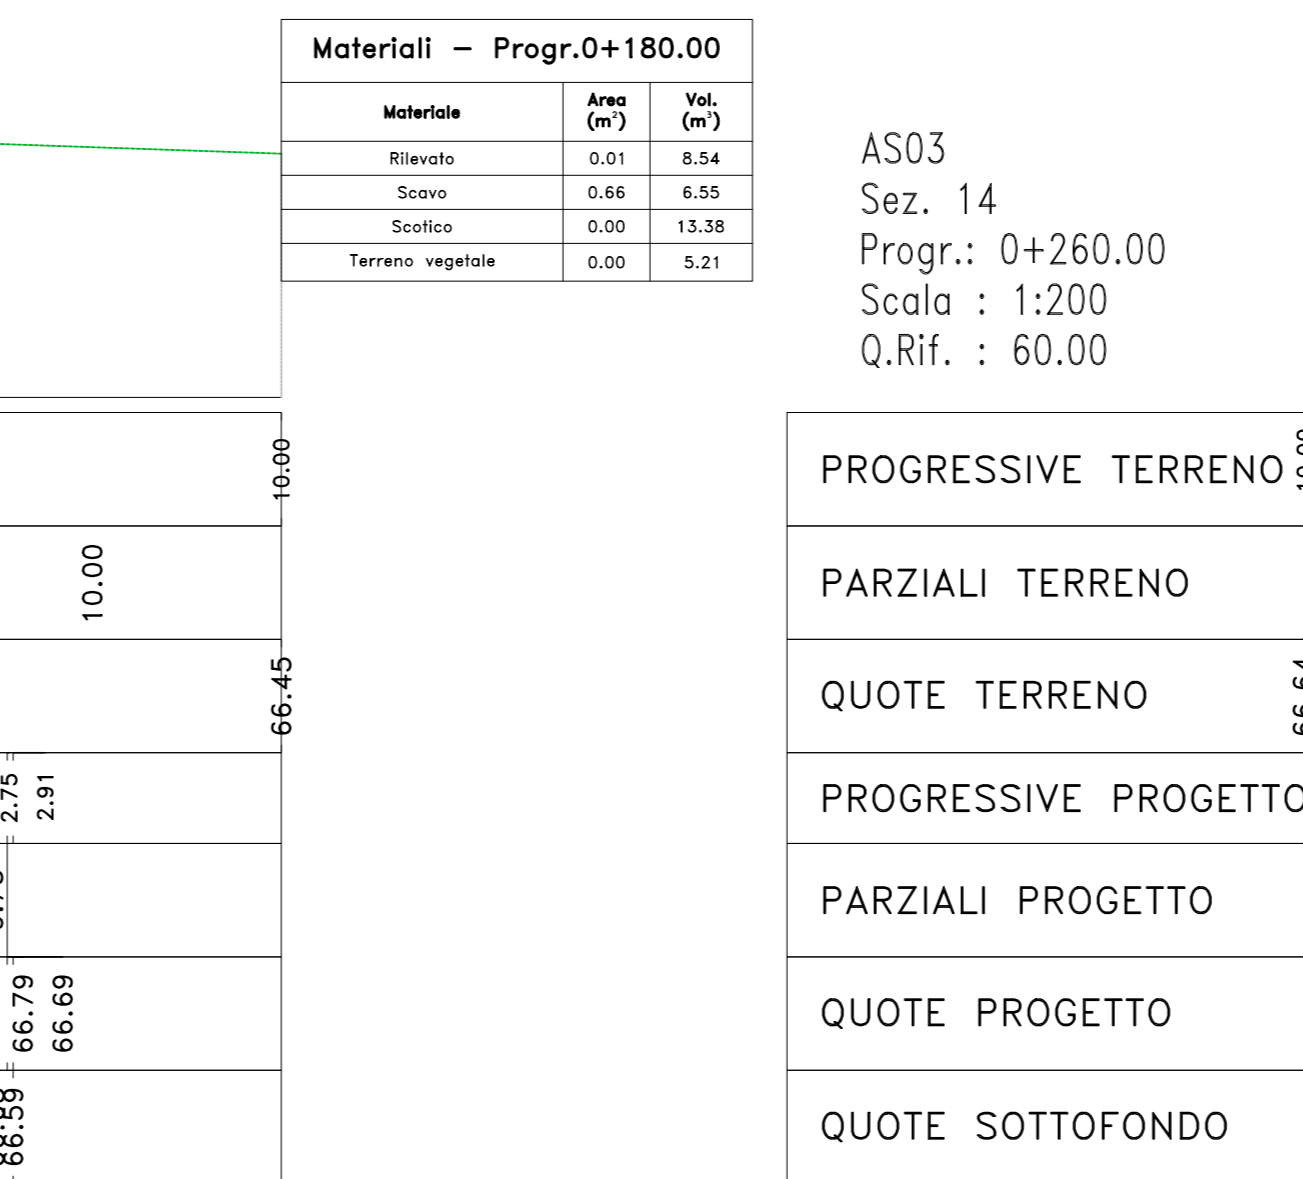 Materiali – Progr.0+180.00
Materiale Area (m²) Vol. (m³)
Rilevato 0.01 8.54
Scavo 0.66 6.55
Scotico 0.00 13.38
Terreno vegetale 0.00 5.21
AS03
Sez. 14
Progr.: 0+260.00
Scala : 1:200
Q.Rif. : 60.00
10.00
10.00
66.45
2.75
2.91
66.79
66.69
66.59
PROGRESSIVE TERRENO
PARZIALI TERRENO
QUOTE TERRENO
PROGRESSIVE PROGETTO
PARZIALI PROGETTO
QUOTE PROGETTO
QUOTE SOTTOFONDO